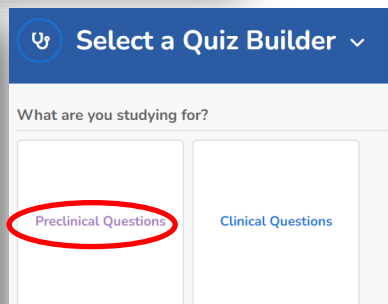 Select a Quiz Builder
What are you studying for?
Preclinical Questions
Clinical Questions